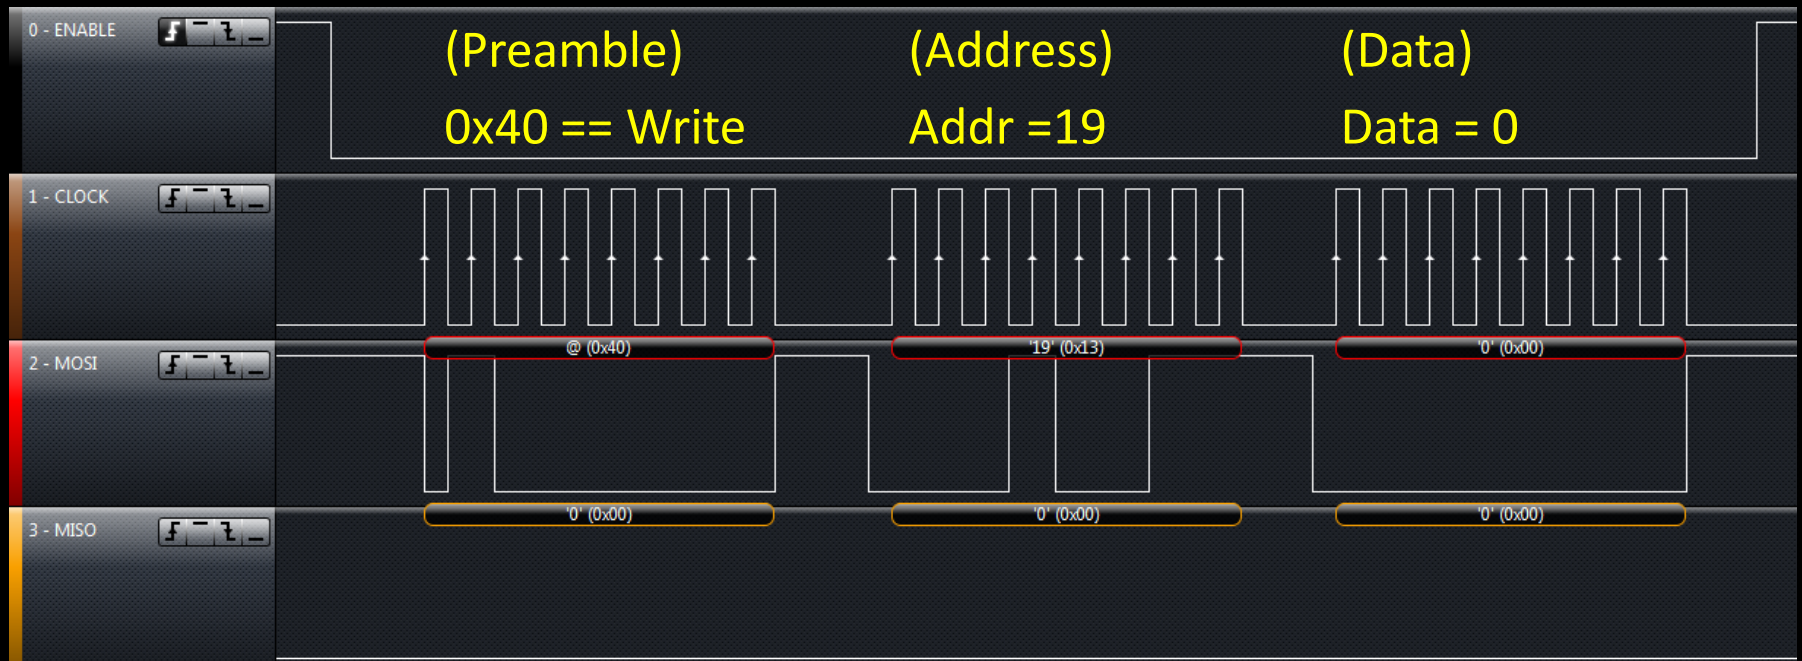 0 - ENABLE
(Preamble) (Address) (Data)
0x40 == Write Addr =19 Data = 0
1 - CLOCK
@ (0x40) '19' (0x13) '0' (0x00)
2 - MOSI
'0' (0x00) '0' (0x00) '0' (0x00)
3 - MISO